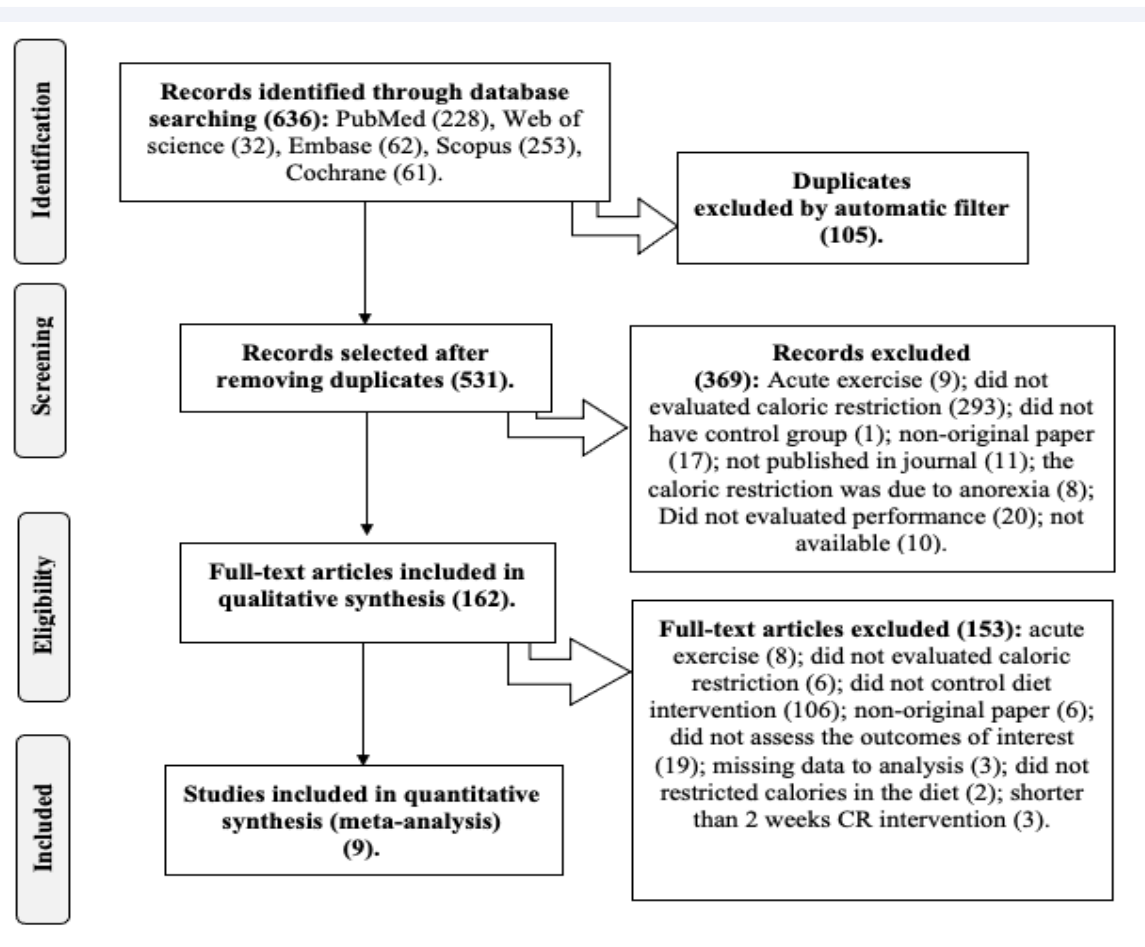 Identification
Records identified through database
searching (636): PubMed (228), Web of
science (32), Embase (62), Scopus (253),
Cochrane (61).
Duplicates
excluded by automatic filter
(105).
Screening
Records selected after
removing duplicates (531).
Records excluded
(369): Acute exercise (9); did not
evaluated caloric restriction (293); did not
have control group (1); non-original paper
(17); not published in journal (11); the
caloric restriction was due to anorexia (8);
Did not evaluated performance (20); not
available (10).
Eligibility
Full-text articles included in
qualitative synthesis (162).
Full-text articles excluded (153): acute
exercise (8); did not evaluated caloric
restriction (6); did not control diet
intervention (106); non-original paper (6);
did not assess the outcomes of interest
(19); missing data to analysis (3); did not
restricted calories in the diet (2); shorter
than 2 weeks CR intervention (3).
Included
Studies included in quantitative
synthesis (meta-analysis)
(9).